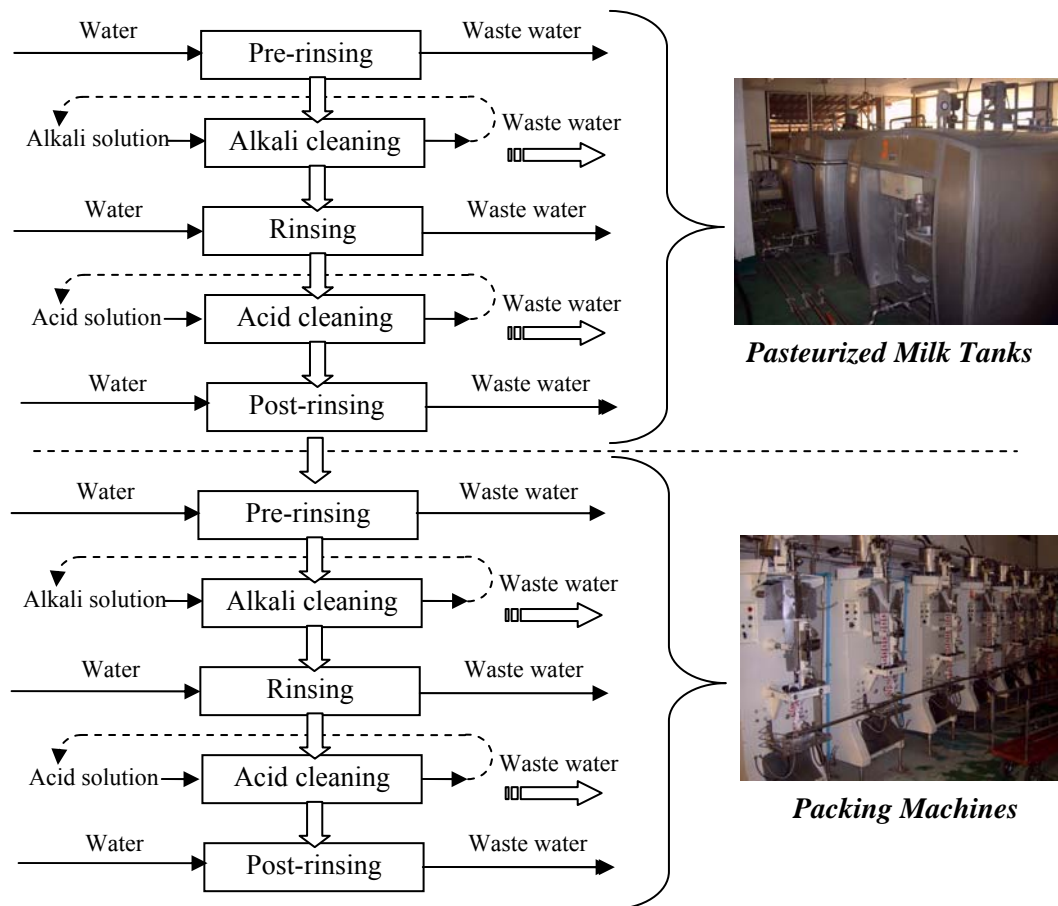 Water
Pre-rinsing
Waste water
Alkali solution
Alkali cleaning
Waste water
Water
Rinsing
Waste water
Acid solution
Acid cleaning
Waste water
Water
Post-rinsing
Waste water
Pasteurized Milk Tanks
Water
Pre-rinsing
Waste water
Alkali solution
Alkali cleaning
Waste water
Water
Rinsing
Waste water
Acid solution
Acid cleaning
Waste water
Water
Post-rinsing
Waste water
Packing Machines